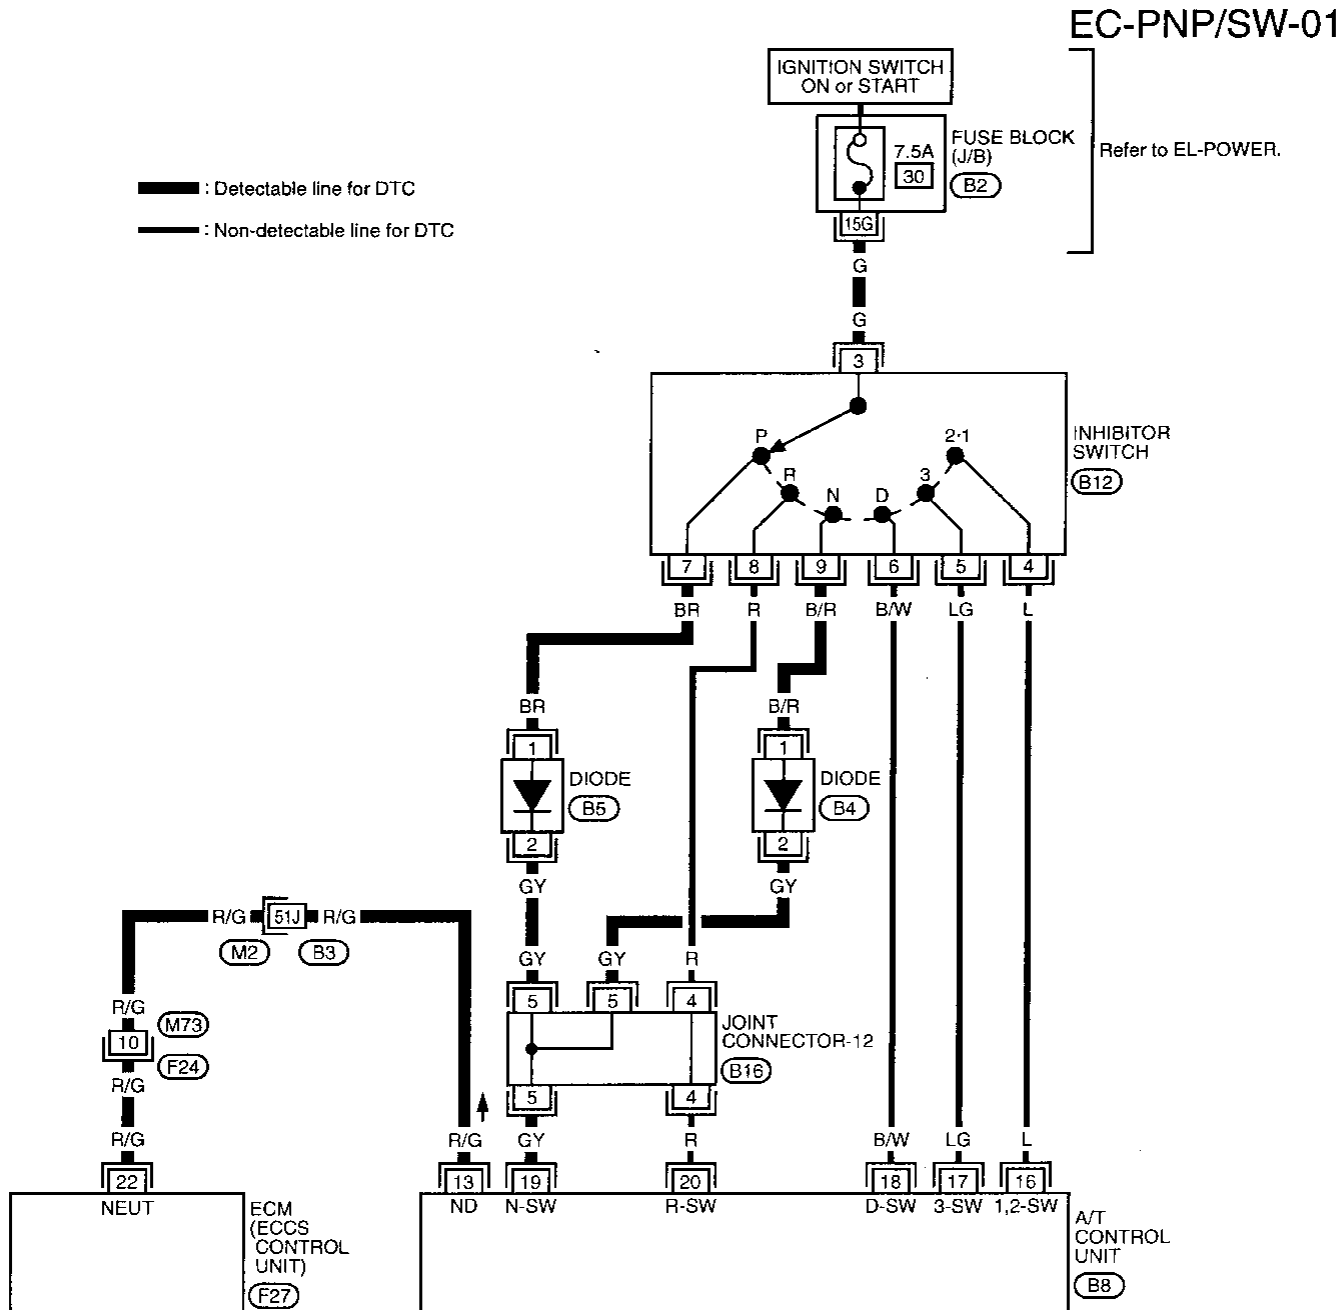 EC-PNP/SW-01
IGNITION SWITCH
ON or START
FUSE BLOCK
(J/B)
B2
7.5A
30
15G
Refer to EL-POWER.
: Detectable line for DTC
: Non-detectable line for DTC
G
G
3
INHIBITOR
SWITCH
B12
P
R
N
D
3
2·1
7
8
9
6
5
4
BR
R
B/R
B/W
LG
L
BR
B/R
1
1
DIODE
B5
DIODE
B4
2
2
GY
GY
R/G
51J
R/G
M2
B3
GY
GY
R
R/G
10
M73
F24
R/G
5
5
4
JOINT
CONNECTOR-12
B16
5
4
R/G
R/G
GY
R
B/W
LG
L
22
13
19
20
18
17
16
NEUT
ND
N-SW
R-SW
D-SW
3-SW
1,2-SW
ECM
(ECCS
CONTROL
UNIT)
F27
A/T
CONTROL
UNIT
B8